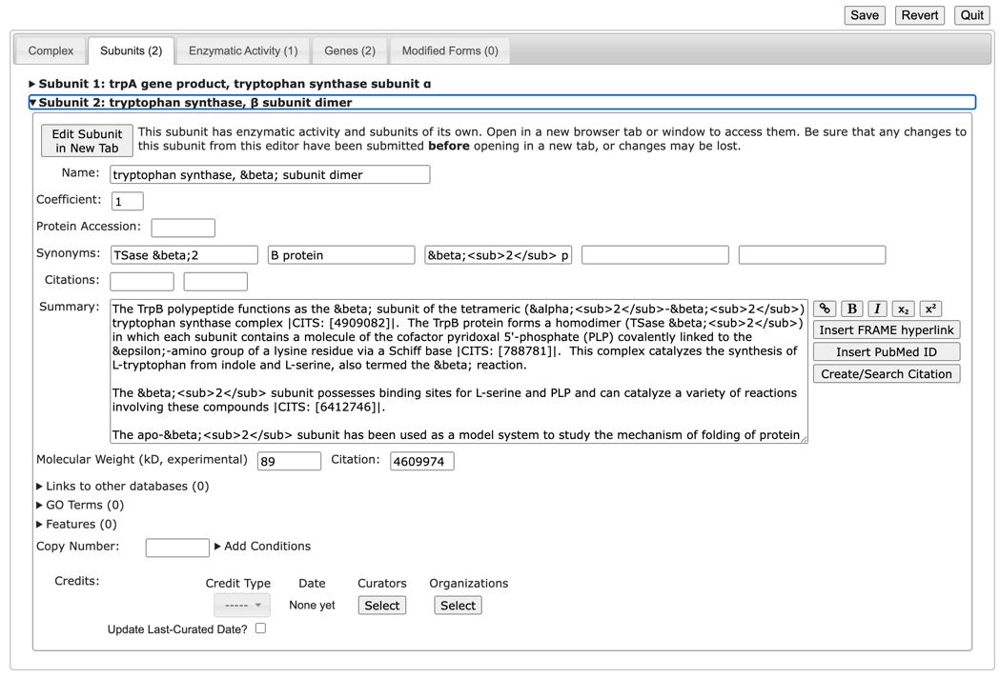 Save Revert Quit
Complex Subunits (2) Enzymatic Activity (1) Genes (2) Modified Forms (0)
Subunit 1: trpA gene product, tryptophan synthase subunit α
Subunit 2: tryptophan synthase, β subunit dimer
Edit Subunit in New Tab
This subunit has enzymatic activity and subunits of its own. Open in a new browser tab or window to access them. Be sure that any changes to
this subunit from this editor have been submitted before opening in a new tab, or changes may be lost.
Name: tryptophan synthase, &beta; subunit dimer
Coefficient: 1
Protein Accession:
Synonyms: TSase &beta;2 B protein &beta;<sub>2</sub> p
Citations:
Summary:
The TrpB polypeptide functions as the &beta; subunit of the tetrameric (&alpha;<sub>2</sub>-&beta;<sub>2</sub>)
tryptophan synthase complex |CITS: [4909082]|.  The TrpB protein forms a homodimer (TSase &beta;<sub>2</sub>)
in which each subunit contains a molecule of the cofactor pyridoxal 5'-phosphate (PLP) covalently linked to the
&epsilon;-amino group of a lysine residue via a Schiff base |CITS: [788781]|.  This complex catalyzes the synthesis of
L-tryptophan from indole and L-serine, also termed the &beta; reaction.
The &beta;<sub>2</sub> subunit possesses binding sites for L-serine and PLP and can catalyze a variety of reactions
involving these compounds |CITS: [6412746]|.
The apo-&beta;<sub>2</sub> subunit has been used as a model system to study the mechanism of folding of protein
B I x₂ x²
Insert FRAME hyperlink
Insert PubMed ID
Create/Search Citation
Molecular Weight (kD, experimental) 89 Citation: 4609974
Links to other databases (0)
GO Terms (0)
Features (0)
Copy Number: Add Conditions
Credits: Credit Type Date Curators Organizations
----- None yet Select Select
Update Last-Curated Date?